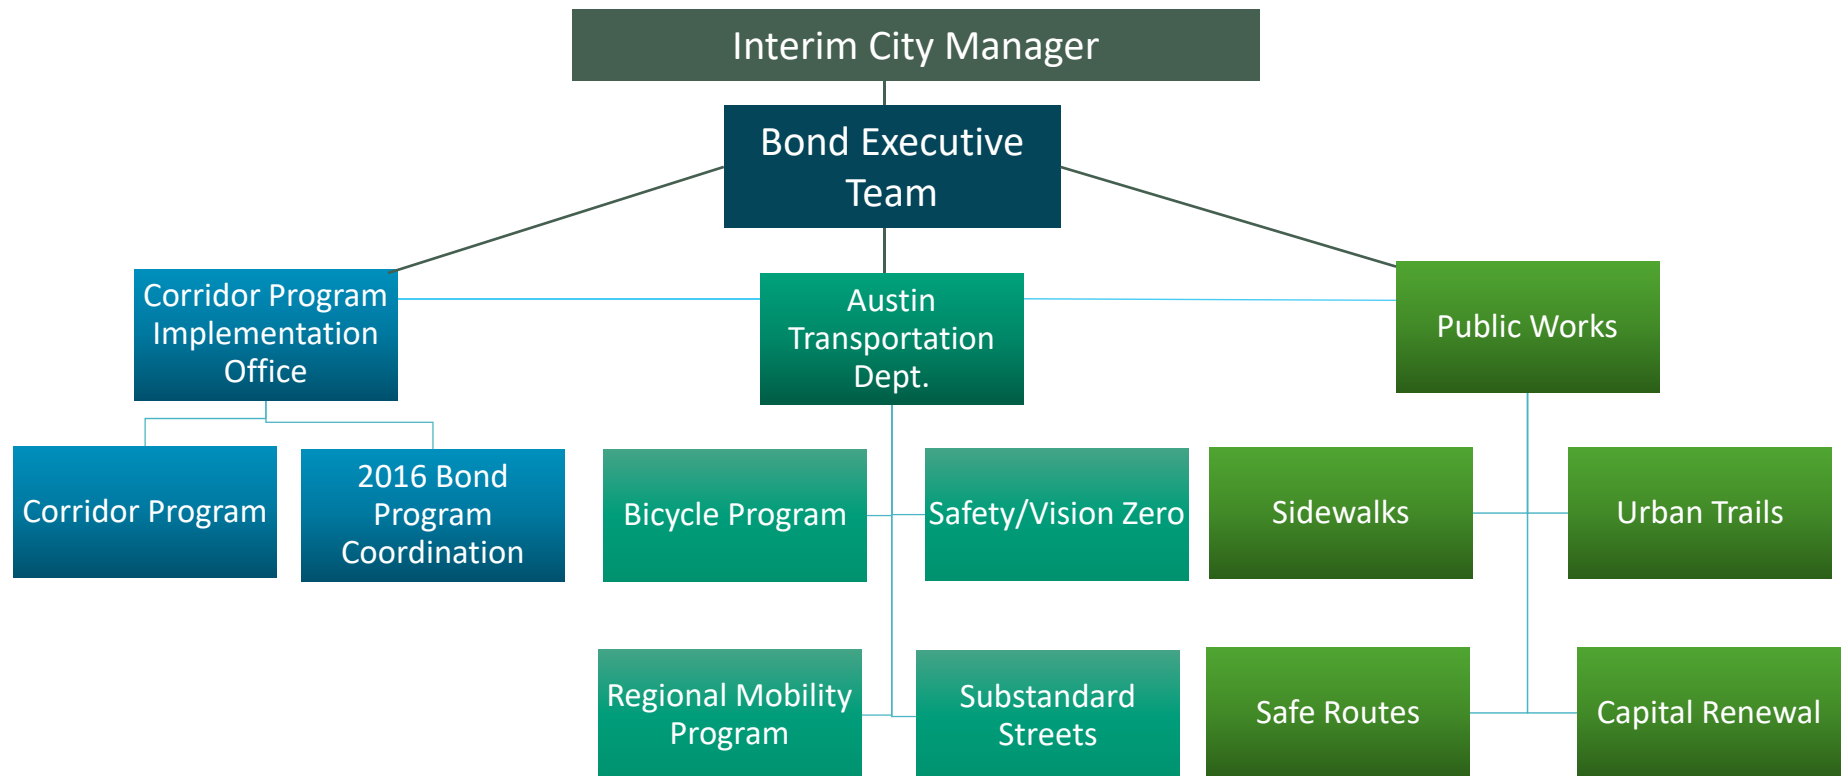 Interim City Manager
Bond Executive
Team
Corridor Program
Implementation
Office
Austin
Transportation
Dept.
Public Works
Corridor Program
2016 Bond
Program
Coordination
Bicycle Program
Safety/Vision Zero
Sidewalks
Urban Trails
Regional Mobility
Program
Substandard
Streets
Safe Routes
Capital Renewal